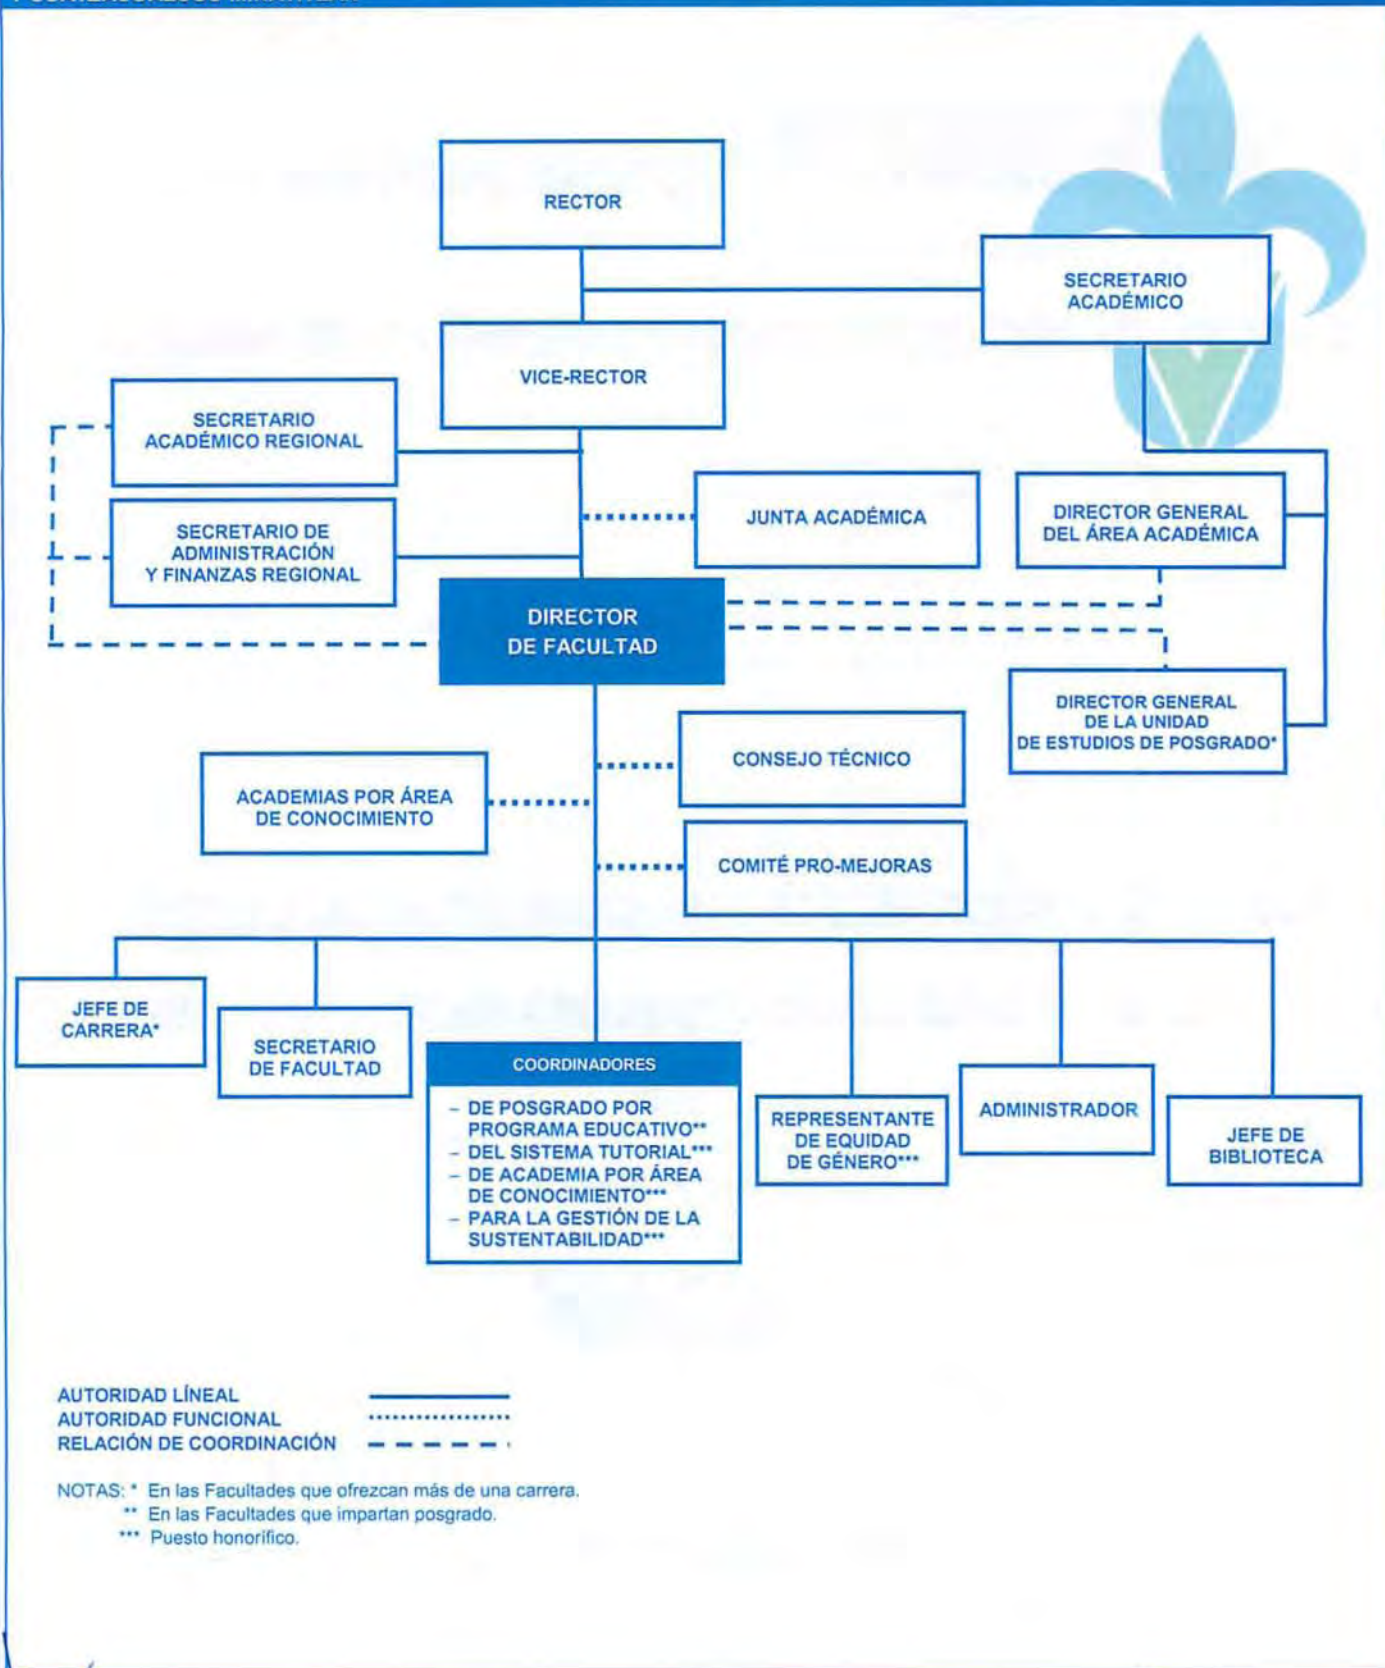 RECTOR
SECRETARIO
ACADÉMICO
VICE-RECTOR
SECRETARIO
ACADÉMICO REGIONAL
SECRETARIO DE
ADMINISTRACIÓN
Y FINANZAS REGIONAL
JUNTA ACADÉMICA
DIRECTOR GENERAL
DEL ÁREA ACADÉMICA
DIRECTOR
DE FACULTAD
DIRECTOR GENERAL
DE LA UNIDAD
DE ESTUDIOS DE POSGRADO*
CONSEJO TÉCNICO
ACADEMIAS POR ÁREA
DE CONOCIMIENTO
COMITÉ PRO-MEJORAS
JEFE DE
CARRERA*
SECRETARIO
DE FACULTAD
COORDINADORES
– DE POSGRADO POR
PROGRAMA EDUCATIVO**
– DEL SISTEMA TUTORIAL***
– DE ACADEMIA POR ÁREA
DE CONOCIMIENTO***
– PARA LA GESTIÓN DE LA
SUSTENTABILIDAD***
REPRESENTANTE
DE EQUIDAD
DE GÉNERO***
ADMINISTRADOR
JEFE DE
BIBLIOTECA
AUTORIDAD LÍNEAL
AUTORIDAD FUNCIONAL
RELACIÓN DE COORDINACIÓN
NOTAS: * En las Facultades que ofrezcan más de una carrera.
** En las Facultades que impartan posgrado.
*** Puesto honorífico.